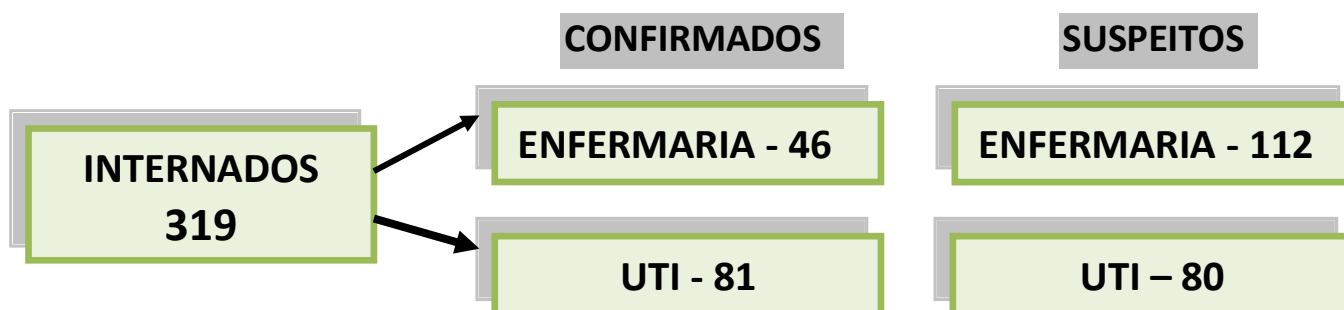 CONFIRMADOS
SUSPEITOS
INTERNADOS
319
ENFERMARIA - 46
ENFERMARIA - 112
UTI - 81
UTI – 80